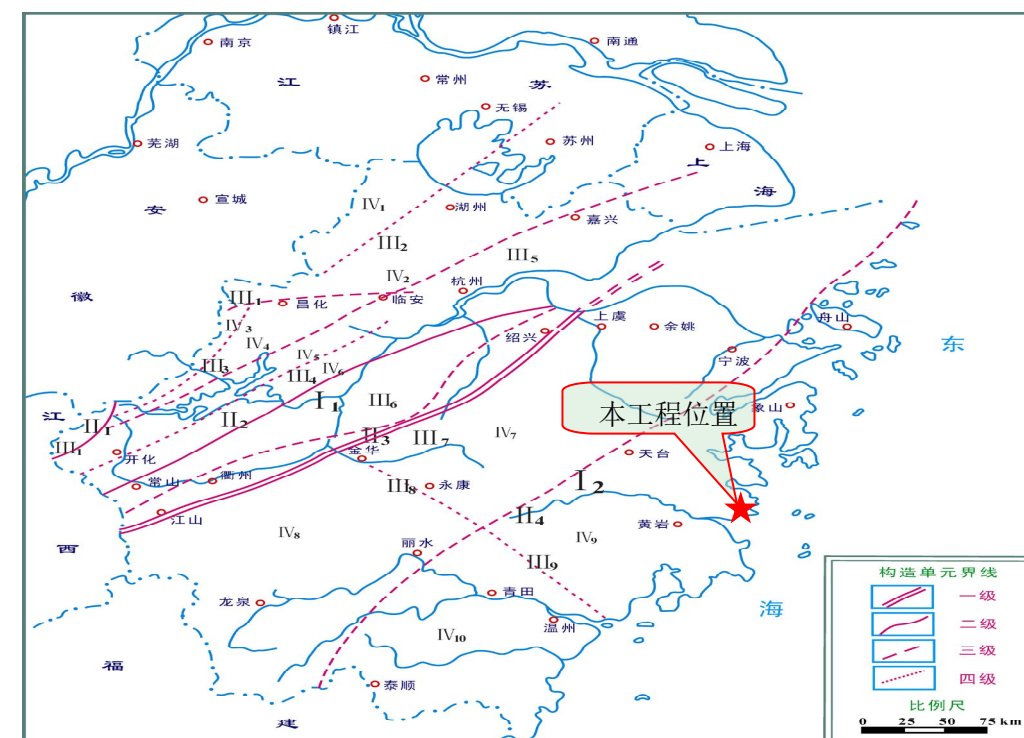 镇江
南京
南通
江
苏
常州
无锡
芜湖
苏州
上海
上
海
安
宣城
IV₁
湖州
嘉兴
III₂
III₅
IV₂
杭州
徽
III₁
昌化
临安
IV₃
绍兴
上虞
余姚
舟山
东
IV₄
IV₅
宁波
III₃
III₄
IV₆
I₁
III₆
江
II₁
II₂
本工程位置
象山
III₁
II₃
III₇
IV₇
开化
金华
天台
常山
衢州
III₈
永康
I₂
江山
II₄
黄岩
西
IV₈
丽水
IV₉
III₉
龙泉
青田
海
温州
IV₁₀
福
泰顺
建
构造单元界线
一级
二级
三级
四级
比例尺
0 25 50 75 km